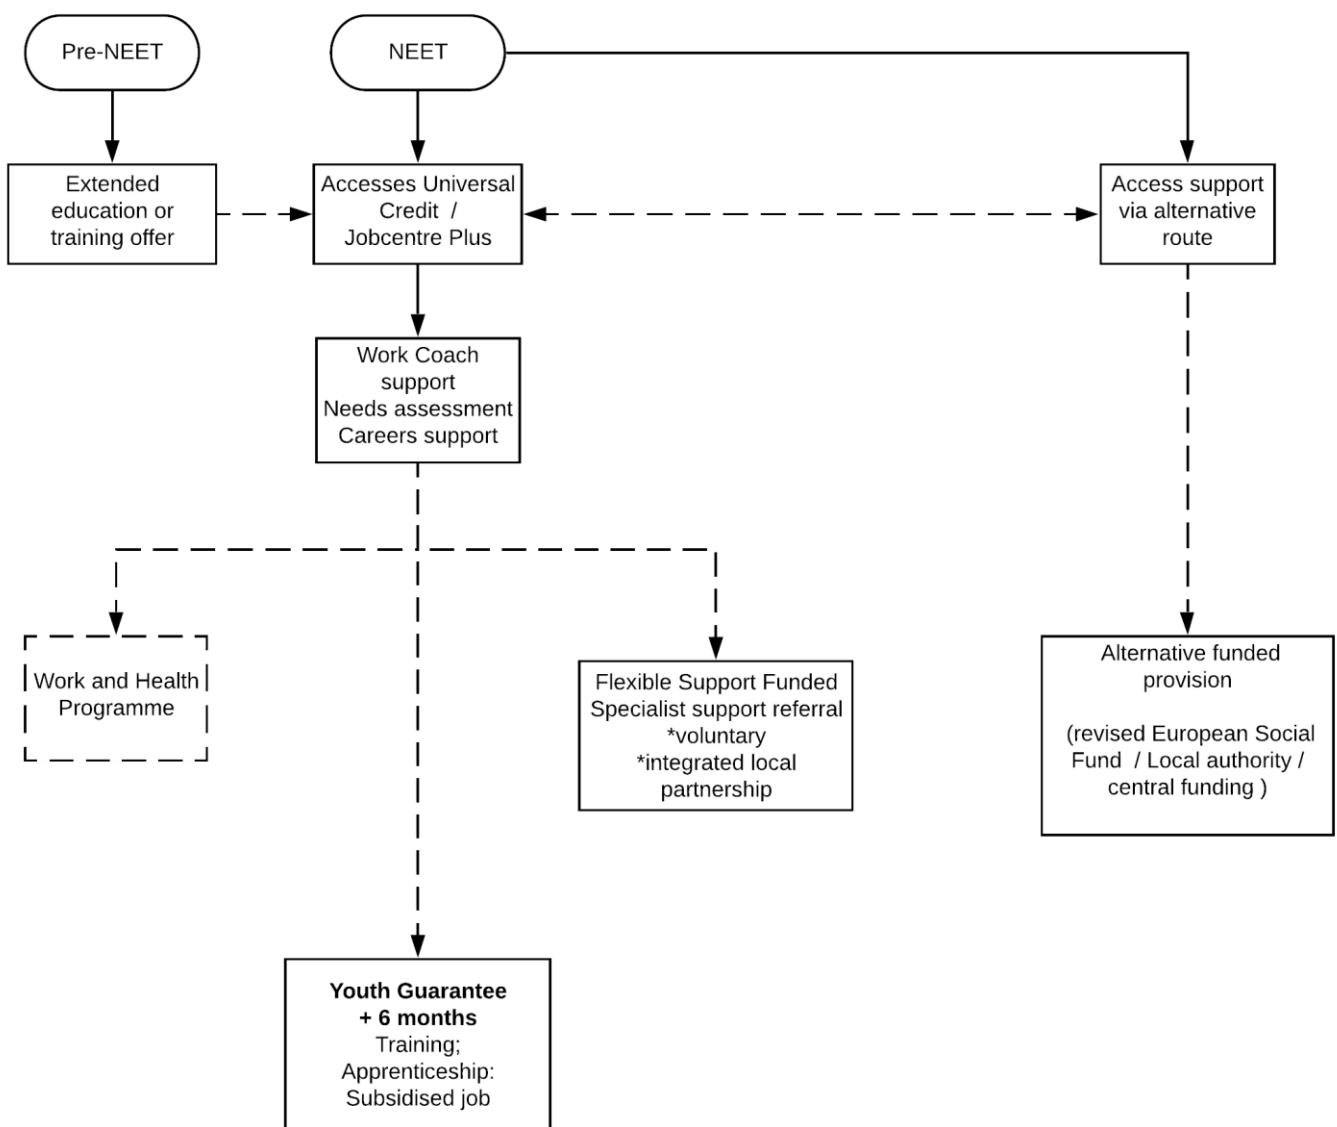 Pre-NEET
NEET
Extended
education or
training offer
Accesses Universal
Credit  /
Jobcentre Plus
Access support
via alternative
route
Work Coach
support
Needs assessment
Careers support
Work and Health
Programme
Flexible Support Funded
Specialist support referral
*voluntary
*integrated local
partnership
Alternative funded
provision
(revised European Social
Fund  / Local authority /
central funding )
Youth Guarantee
+ 6 months
Training;
Apprenticeship:
Subsidised job